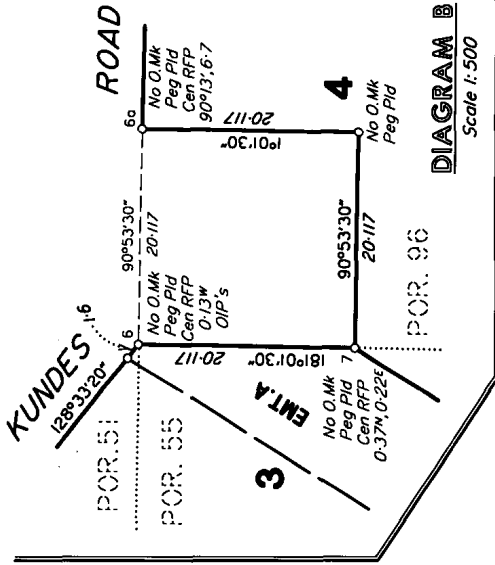 KUNDES
ROAD
128°33'20"
1·6
6
90°53'30"
20·117
6a
No O.Mk
Peg Pld
Cen RFP
90°13', 6·7
POR. 51
POR. 55
No O.Mk
Peg Pld
Cen RFP
0·13W
OIP's
20·117
181°01'30"
20·117
1°01'30"
3
EMT. A
4
No O.Mk
Peg Pld
7
90°53'30"
20·117
No O.Mk
Peg Pld
Cen RFP
0·37N, 0·22E
POR. 96
DIAGRAM B
Scale 1:500